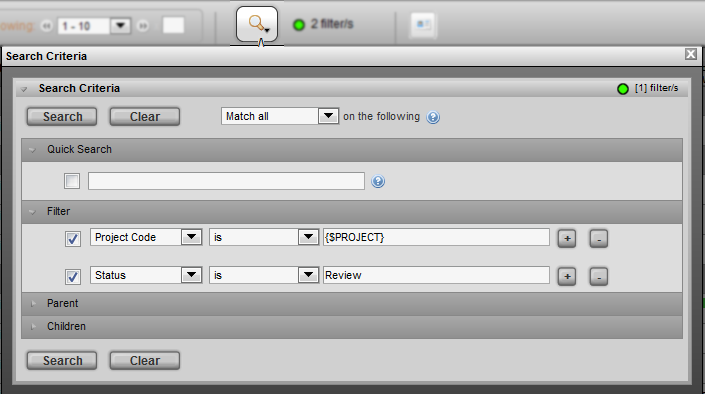 owing:
1 - 10
2 filter/s
Search Criteria
Search Criteria
[1] filter/s
Search Clear Match all on the following ?
Quick Search
?
Filter
Project Code is {$PROJECT} + -
Status is Review + -
Parent
Children
Search Clear